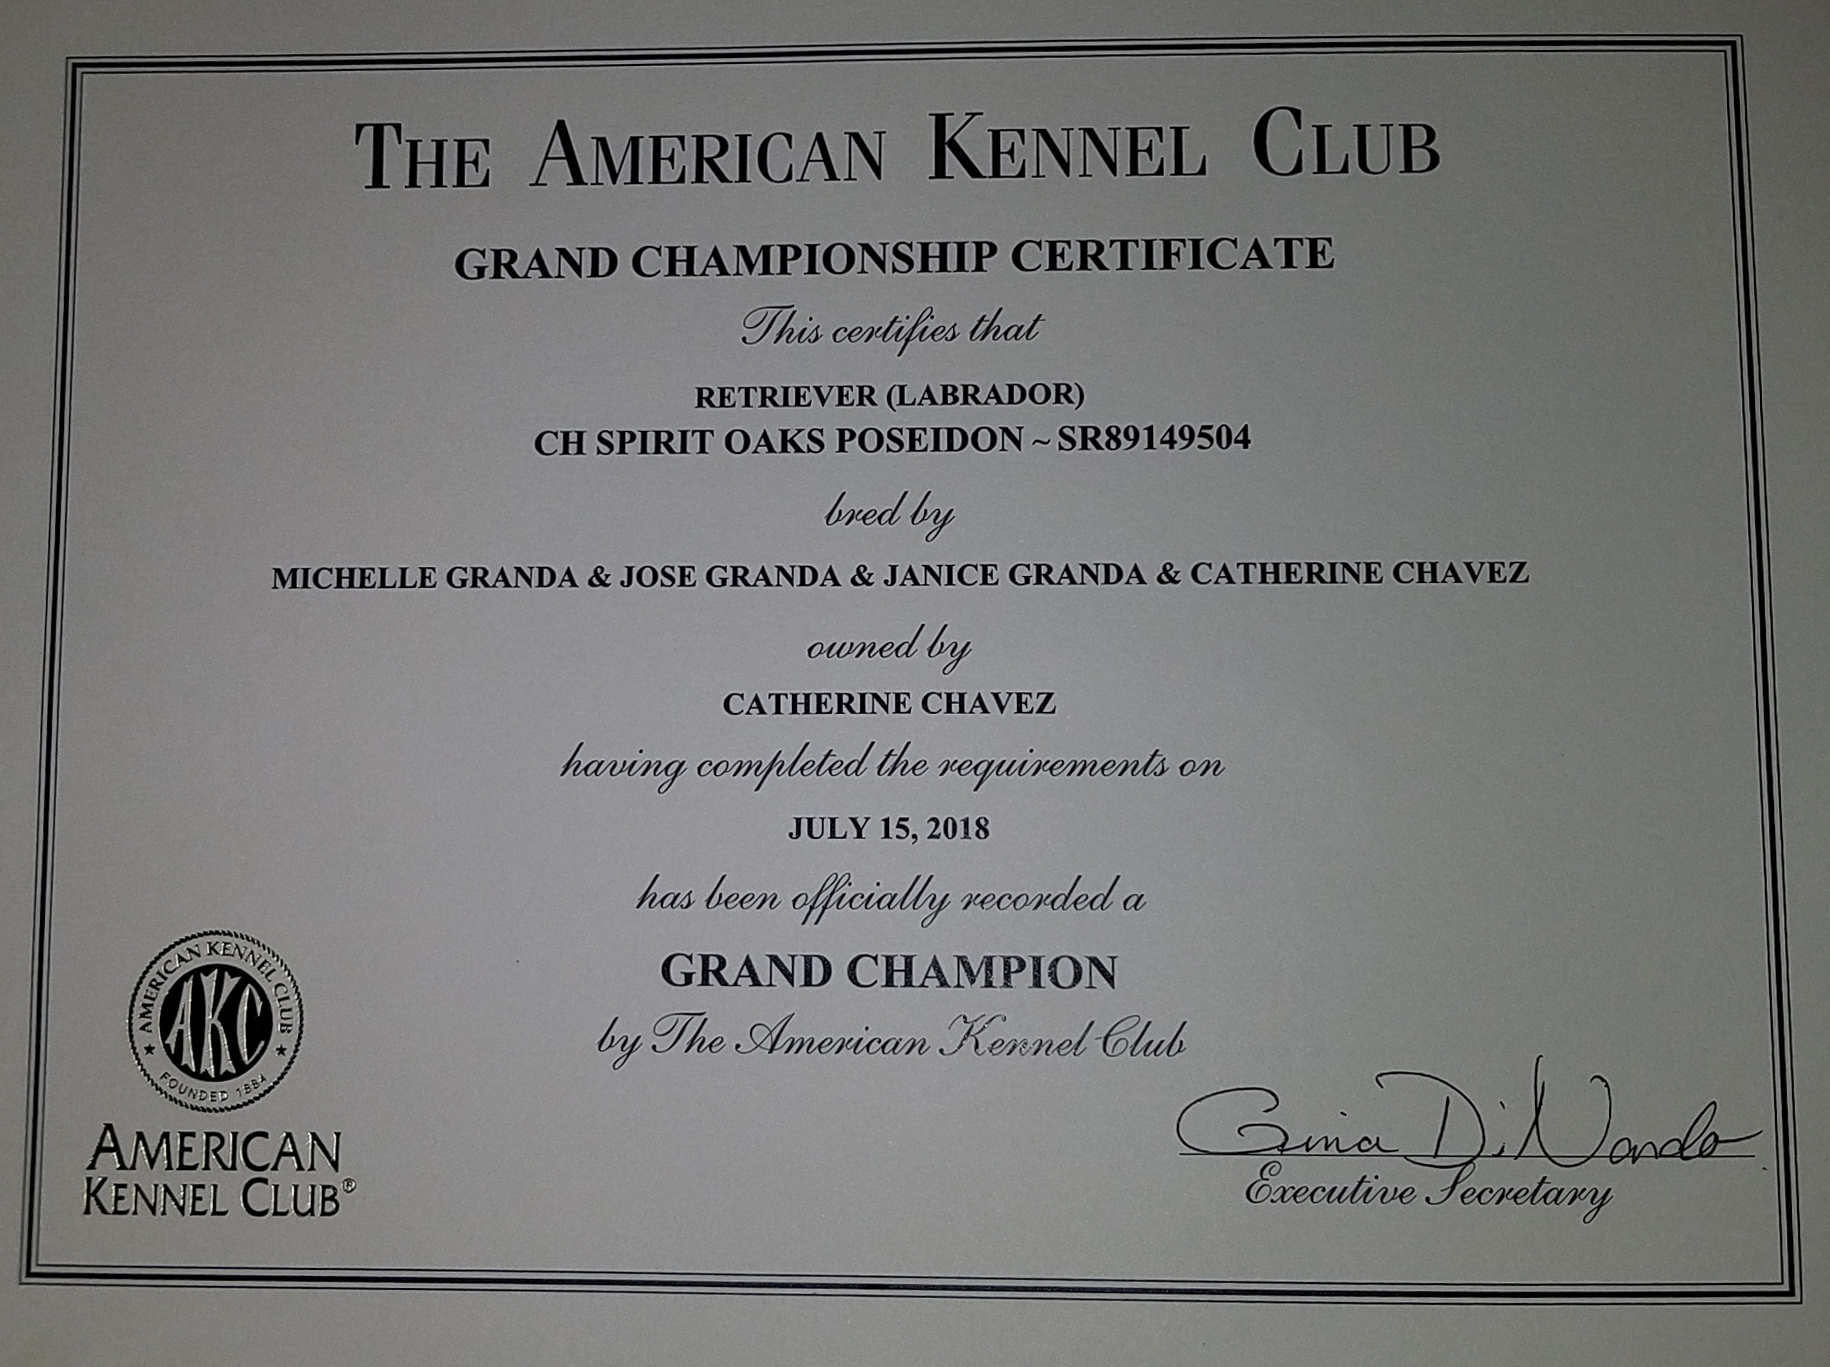 THE AMERICAN KENNEL CLUB
GRAND CHAMPIONSHIP CERTIFICATE
This certifies that
RETRIEVER (LABRADOR)
CH SPIRIT OAKS POSEIDON ~ SR89149504
bred by
MICHELLE GRANDA & JOSE GRANDA & JANICE GRANDA & CATHERINE CHAVEZ
owned by
CATHERINE CHAVEZ
having completed the requirements on
JULY 15, 2018
has been officially recorded a
GRAND CHAMPION
by The American Kennel Club
AMERICAN KENNEL CLUB
AKC
FOUNDED 1884
AMERICAN
KENNEL CLUB®
Gina DiNardo
Executive Secretary